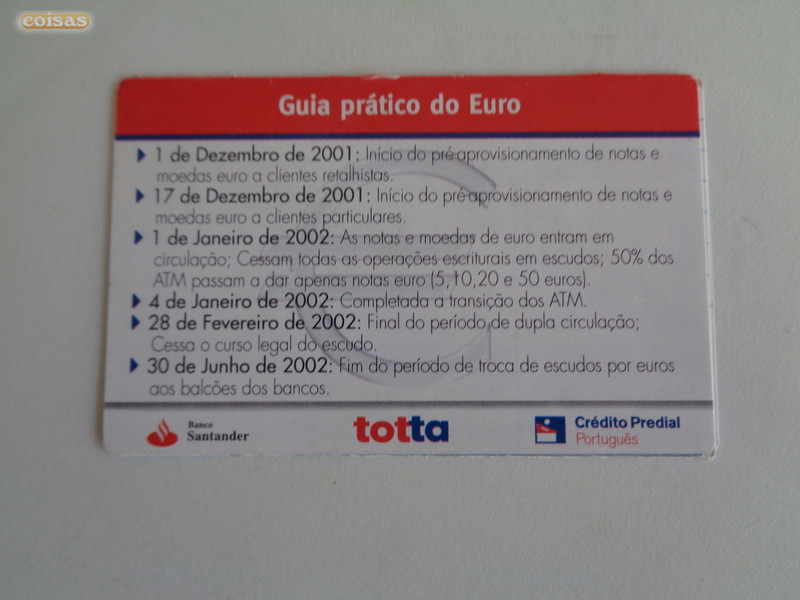 coisas
Guia prático do Euro
1 de Dezembro de 2001: Início do pré-aprovisionamento de notas e
moedas euro a clientes retalhistas.
17 de Dezembro de 2001: Início do pré-aprovisionamento de notas e
moedas euro a clientes particulares.
1 de Janeiro de 2002: As notas e moedas de euro entram em
circulação; Cessam todas as operações escriturais em escudos; 50% dos
ATM passam a dar apenas notas euro (5,10,20 e 50 euros).
4 de Janeiro de 2002: Completada a transição dos ATM.
28 de Fevereiro de 2002: Final do período de dupla circulação;
Cessa o curso legal do escudo.
30 de Junho de 2002: Fim do período de troca de escudos por euros
aos balcões dos bancos.
Banco
Santander
totta
Crédito Predial
Português